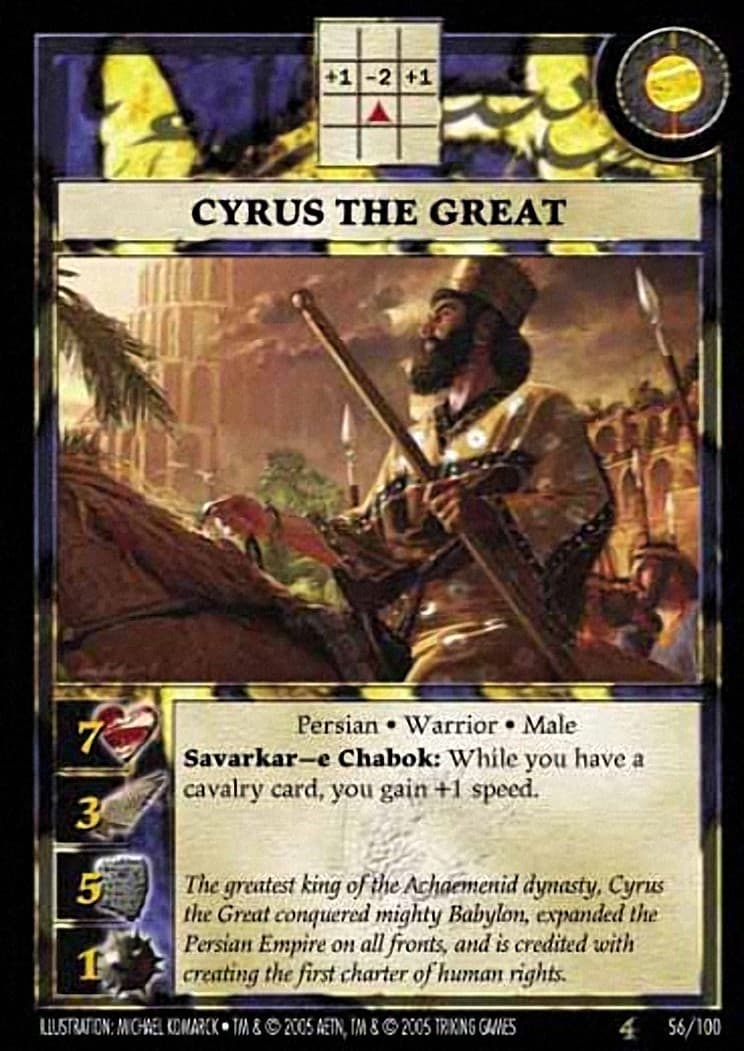 +1 -2 +1
CYRUS THE GREAT
7
Persian • Warrior • Male
Savarkar–e Chabok: While you have a
cavalry card, you gain +1 speed.
3
5
The greatest king of the Achaemenid dynasty, Cyrus
the Great conquered mighty Babylon, expanded the
Persian Empire on all fronts, and is credited with
creating the first charter of human rights.
1
ILLUSTRATION: MICHAEL KOMARCK • TM & © 2005 AETN, TM & © 2005 TRIKING GAMES
4 56/100